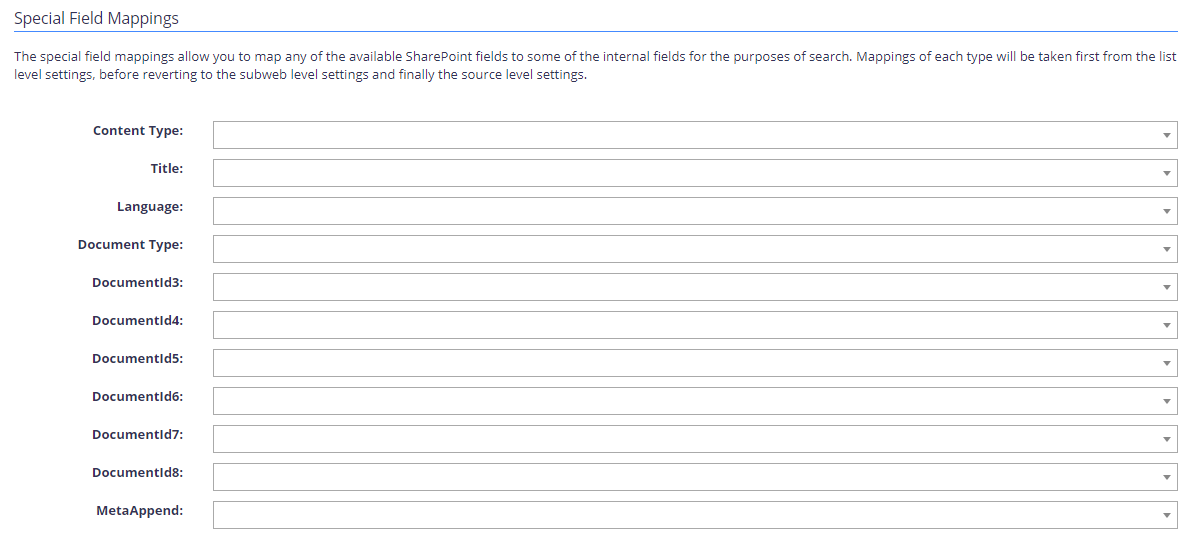 Special Field Mappings
The special field mappings allow you to map any of the available SharePoint fields to some of the internal fields for the purposes of search. Mappings of each type will be taken first from the list
level settings, before reverting to the subweb level settings and finally the source level settings.
Content Type:
Title:
Language:
Document Type:
DocumentId3:
DocumentId4:
DocumentId5:
DocumentId6:
DocumentId7:
DocumentId8:
MetaAppend: